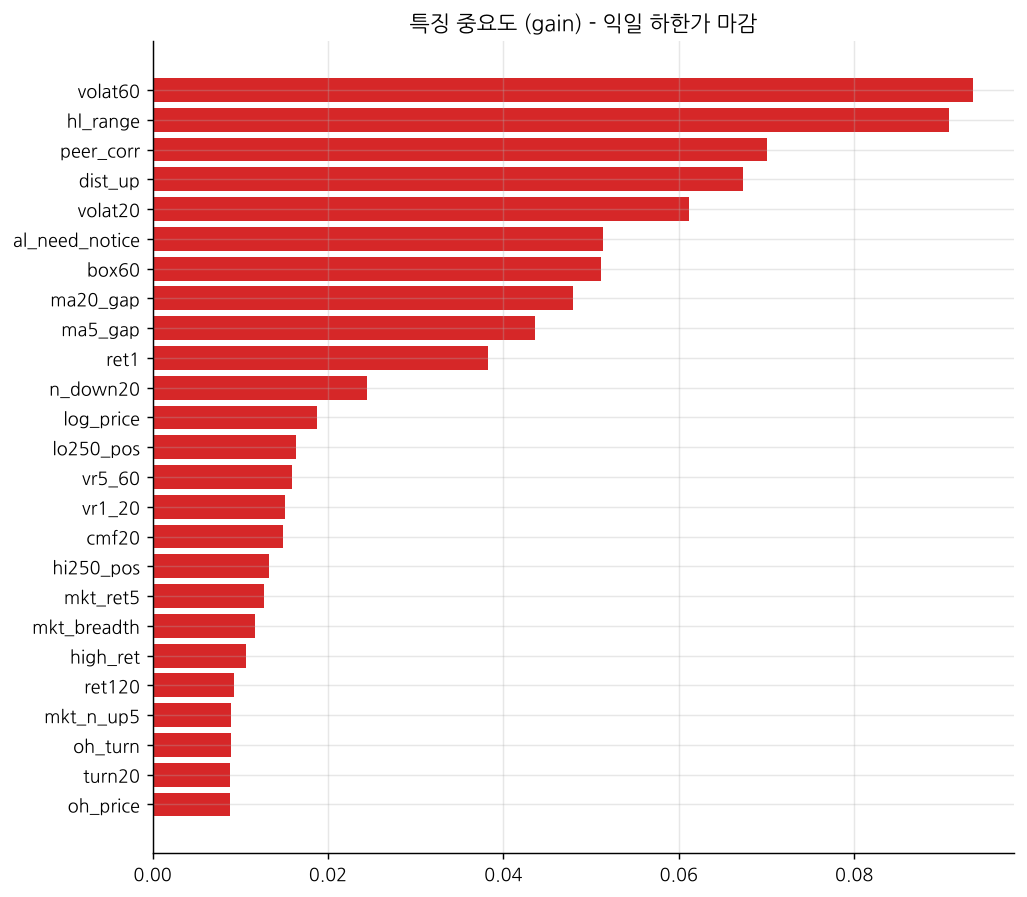 특징 중요도 (gain) - 익일 하한가 마감
volat60
hl_range
peer_corr
dist_up
volat20
al_need_notice
box60
ma20_gap
ma5_gap
ret1
n_down20
log_price
lo250_pos
vr5_60
vr1_20
cmf20
hi250_pos
mkt_ret5
mkt_breadth
high_ret
ret120
mkt_n_up5
oh_turn
turn20
oh_price
0.00 0.02 0.04 0.06 0.08